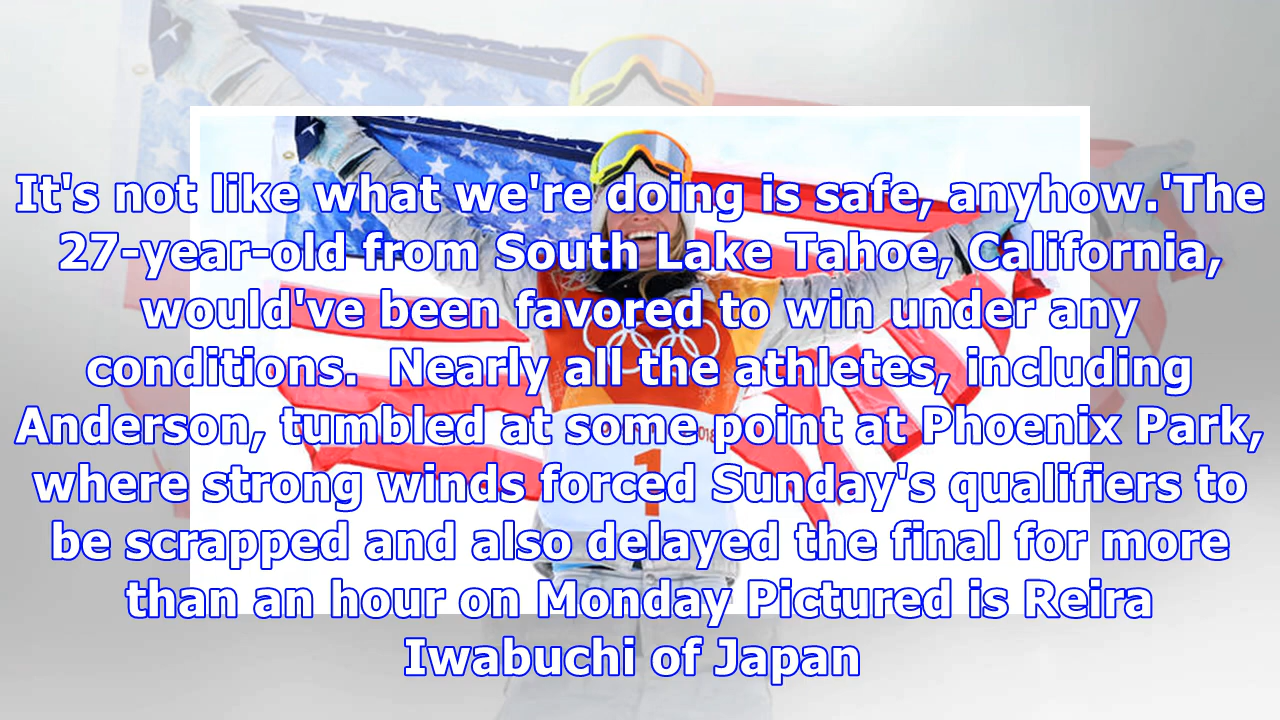 It's not like what we're doing is safe, anyhow.'The
27-year-old from South Lake Tahoe, California,
would've been favored to win under any
conditions.  Nearly all the athletes, including
Anderson, tumbled at some point at Phoenix Park,
where strong winds forced Sunday's qualifiers to
be scrapped and also delayed the final for more
than an hour on Monday Pictured is Reira
Iwabuchi of Japan
1